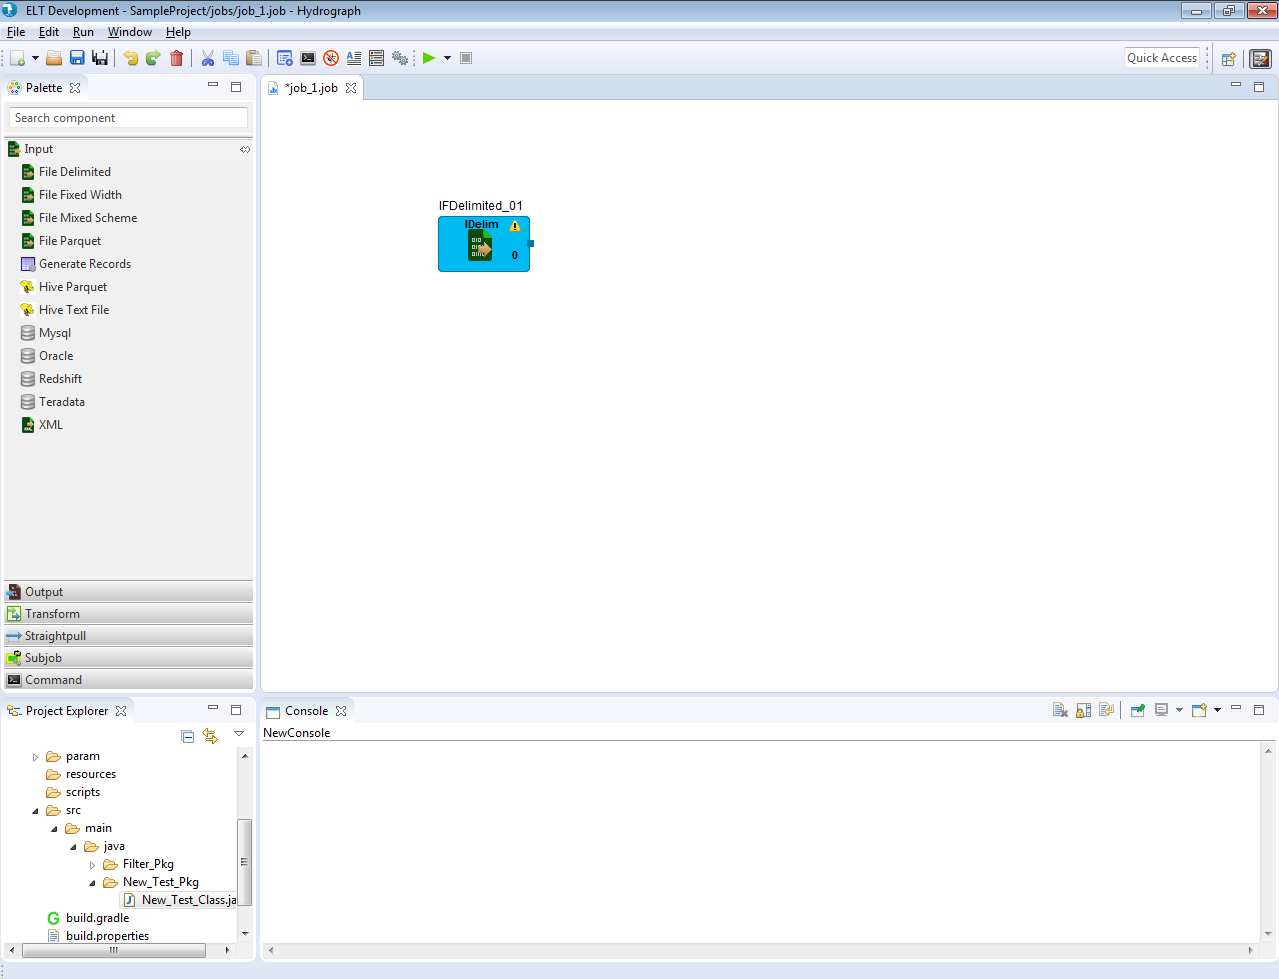 ELT Development - SampleProject/jobs/job_1.job - Hydrograph
File Edit Run Window Help
Quick Access
Palette
*job_1.job
Search component
Input
File Delimited
File Fixed Width
File Mixed Scheme
File Parquet
Generate Records
Hive Parquet
Hive Text File
Mysql
Oracle
Redshift
Teradata
XML
IFDelimited_01
IDelim
0
Output
Transform
Straightpull
Subjob
Command
Project Explorer
Console
NewConsole
param
resources
scripts
src
main
java
Filter_Pkg
New_Test_Pkg
New_Test_Class.ja
build.gradle
build.properties